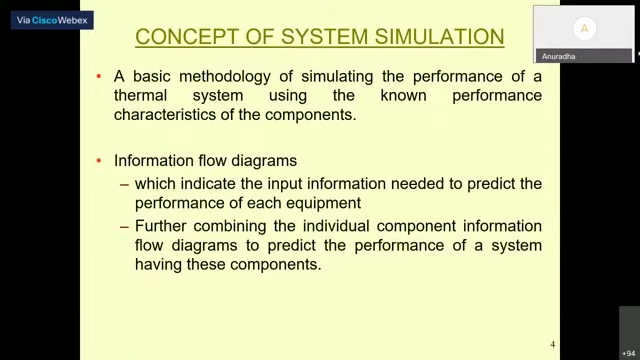 Via Cisco Webex
A
Anuradha
CONCEPT OF SYSTEM SIMULATION
• A basic methodology of simulating the performance of a
thermal system using the known performance
characteristics of the components.
• Information flow diagrams
– which indicate the input information needed to predict the
performance of each equipment
– Further combining the individual component information
flow diagrams to predict the performance of a system
having these components.
4
+94